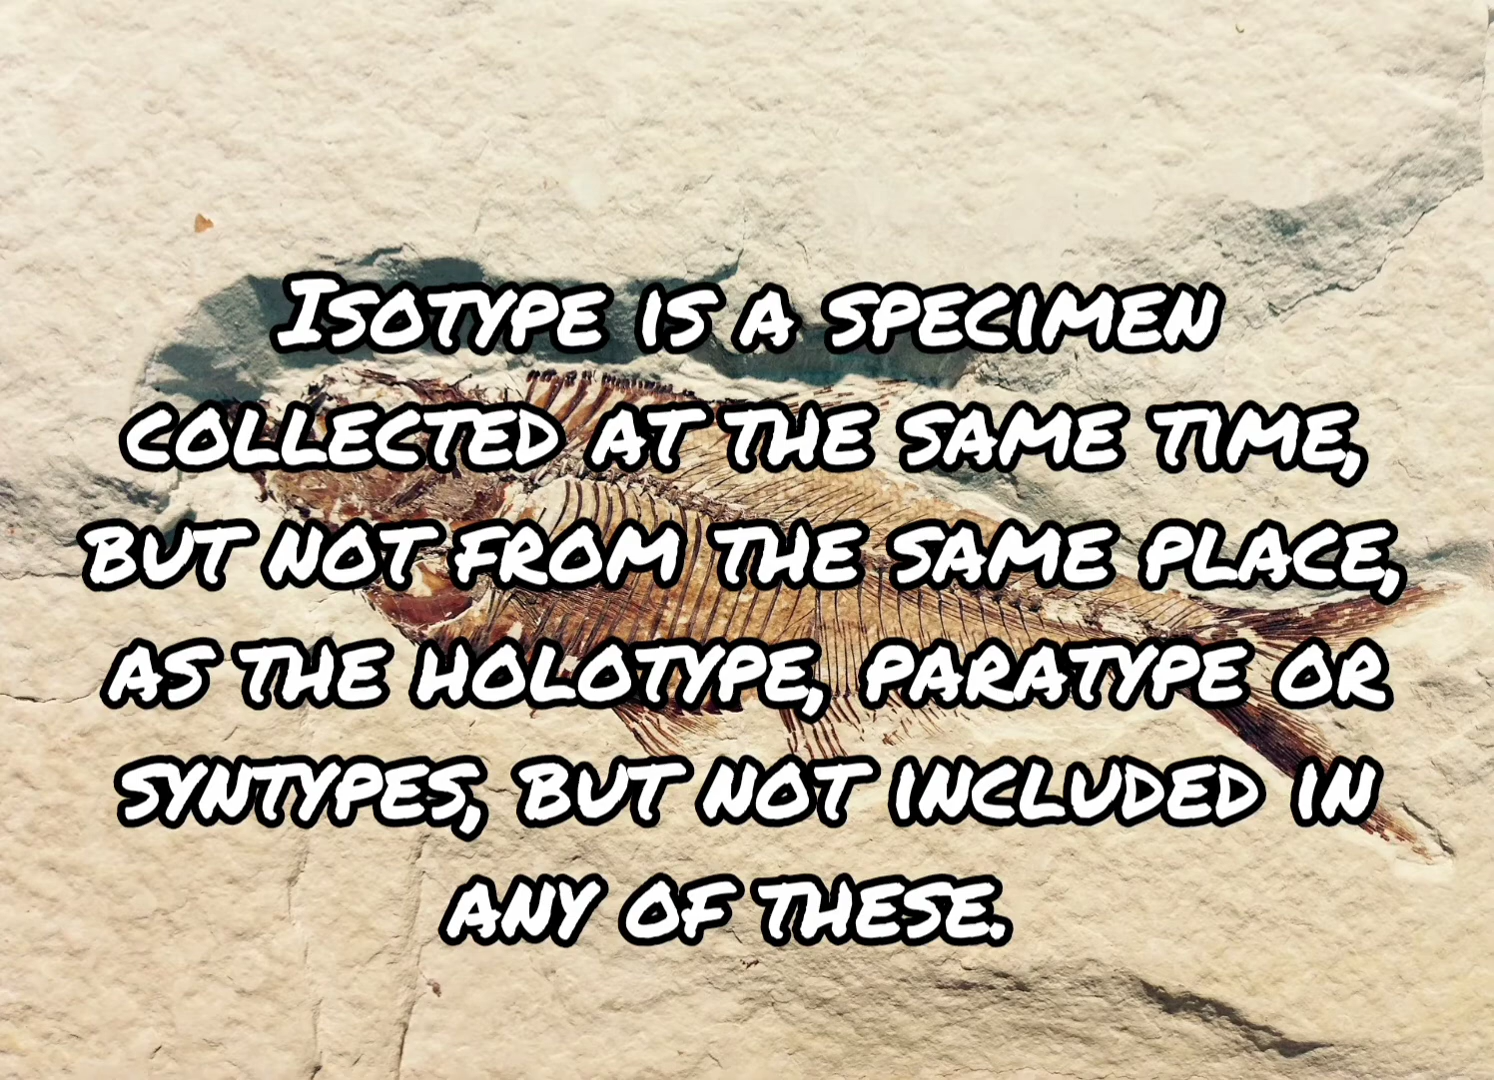 Isotype is a specimen
collected at the same time,
but not from the same place,
as the holotype, paratype or
syntypes, but not included in
any of these.